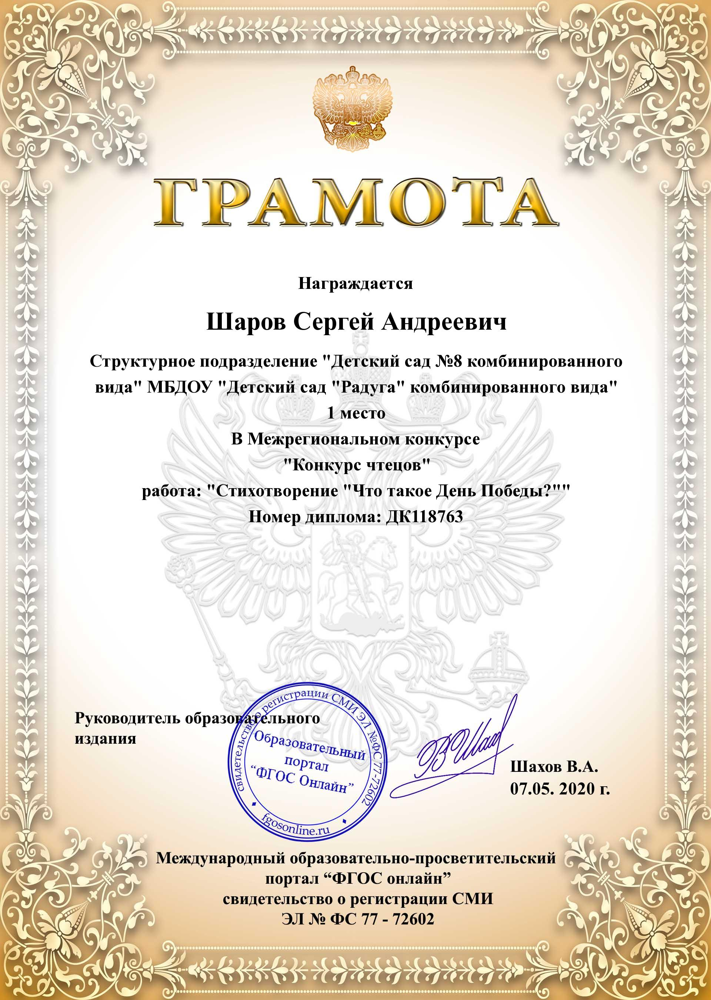 ГРАМОТА
Награждается
Шаров Сергей Андреевич
Структурное подразделение "Детский сад №8 комбинированного
вида" МБДОУ "Детский сад "Радуга" комбинированного вида"
1 место
В Межрегиональном конкурсе
"Конкурс чтецов"
работа: "Стихотворение "Что такое День Победы?""
Номер диплома: ДК118763
Руководитель образовательного
издания
свидетельство о регистрации СМИ ЭЛ №ФС 77-72602
Образовательный
портал
“ФГОС Онлайн”
fgosonline.ru
Шахов В.А.
07.05. 2020 г.
Международный образовательно-просветительский
портал “ФГОС онлайн”
свидетельство о регистрации СМИ
ЭЛ № ФС 77 - 72602